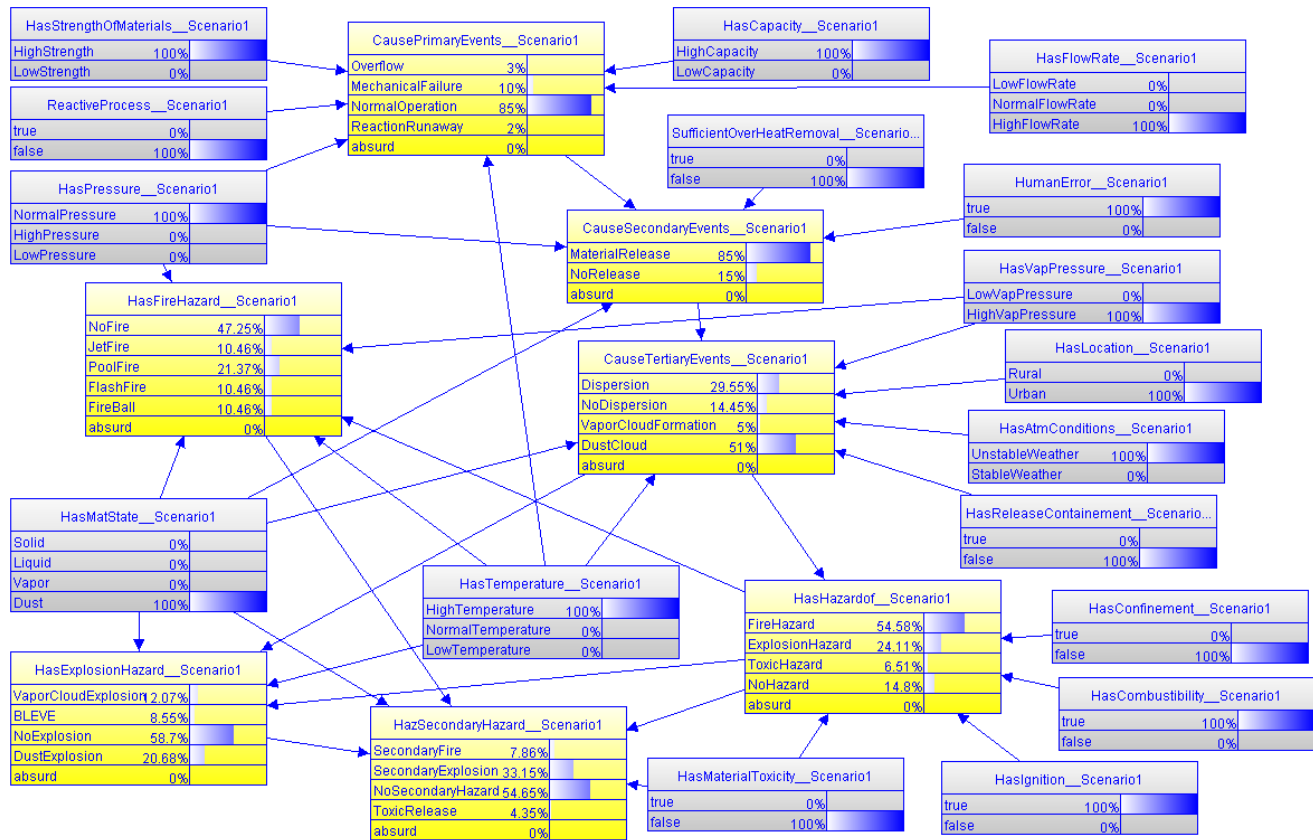 HasStrengthOfMaterials__Scenario1
HighStrength 100%
LowStrength 0%
CausePrimaryEvents__Scenario1
Overflow 3%
MechanicalFailure 10%
NormalOperation 85%
ReactionRunaway 2%
absurd 0%
HasCapacity__Scenario1
HighCapacity 100%
LowCapacity 0%
HasFlowRate__Scenario1
LowFlowRate 0%
NormalFlowRate 0%
HighFlowRate 100%
ReactiveProcess__Scenario1
true 0%
false 100%
SufficientOverHeatRemoval__Scenario...
true 0%
false 100%
HasPressure__Scenario1
NormalPressure 100%
HighPressure 0%
LowPressure 0%
HumanError__Scenario1
true 100%
false 0%
CauseSecondaryEvents__Scenario1
MaterialRelease 85%
NoRelease 15%
absurd 0%
HasVapPressure__Scenario1
LowVapPressure 0%
HighVapPressure 100%
HasFireHazard__Scenario1
NoFire 47.25%
JetFire 10.46%
PoolFire 21.37%
FlashFire 10.46%
FireBall 10.46%
absurd 0%
CauseTertiaryEvents__Scenario1
Dispersion 29.55%
NoDispersion 14.45%
VaporCloudFormation 5%
DustCloud 51%
absurd 0%
HasLocation__Scenario1
Rural 0%
Urban 100%
HasAtmConditions__Scenario1
UnstableWeather 100%
StableWeather 0%
HasMatState__Scenario1
Solid 0%
Liquid 0%
Vapor 0%
Dust 100%
HasReleaseContainement__Scenario...
true 0%
false 100%
HasTemperature__Scenario1
HighTemperature 100%
NormalTemperature 0%
LowTemperature 0%
HasHazardof__Scenario1
FireHazard 54.58%
ExplosionHazard 24.11%
ToxicHazard 6.51%
NoHazard 14.8%
absurd 0%
HasConfinement__Scenario1
true 0%
false 100%
HasExplosionHazard__Scenario1
VaporCloudExplosion 12.07%
BLEVE 8.55%
NoExplosion 58.7%
DustExplosion 20.68%
absurd 0%
HasCombustibility__Scenario1
true 100%
false 0%
HazSecondaryHazard__Scenario1
SecondaryFire 7.86%
SecondaryExplosion 33.15%
NoSecondaryHazard 54.65%
ToxicRelease 4.35%
absurd 0%
HasMaterialToxicity__Scenario1
true 0%
false 100%
HasIgnition__Scenario1
true 100%
false 0%